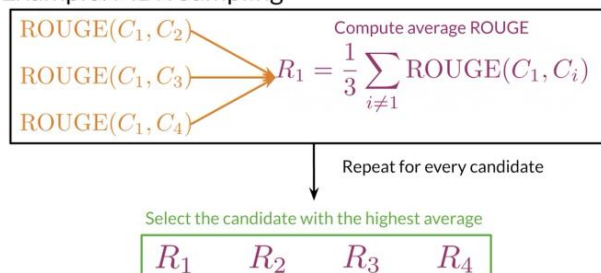 ROUGE(C₁, C₂)
ROUGE(C₁, C₃)
ROUGE(C₁, C₄)
Compute average ROUGE
R₁ = 1/3 ∑_{i≠1} ROUGE(C₁, Cᵢ)
Repeat for every candidate
Select the candidate with the highest average
R₁ R₂ R₃ R₄